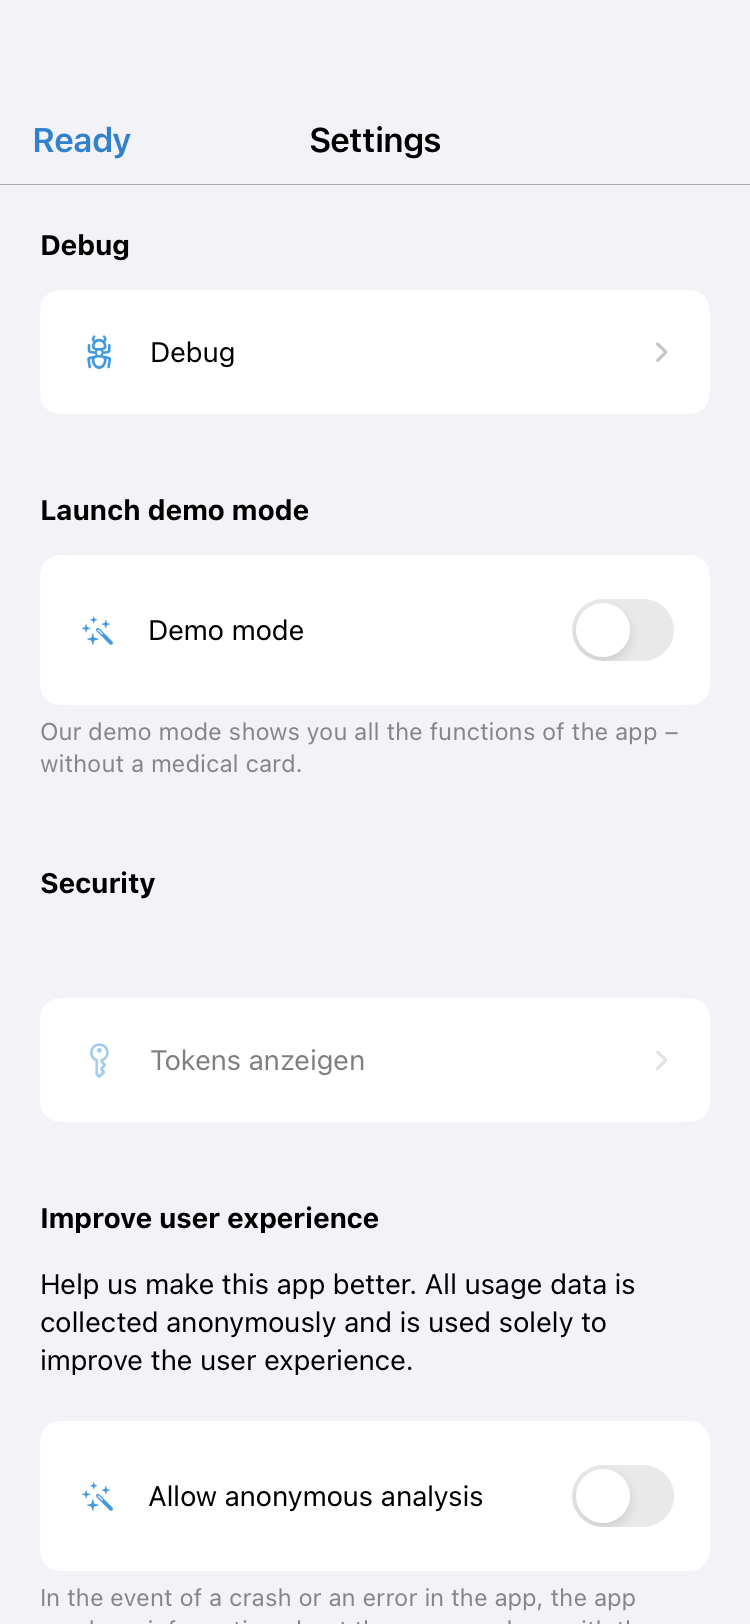 Ready
Settings
Debug
Debug
Launch demo mode
Demo mode
Our demo mode shows you all the functions of the app –
without a medical card.
Security
Tokens anzeigen
Improve user experience
Help us make this app better. All usage data is
collected anonymously and is used solely to
improve the user experience.
Allow anonymous analysis
In the event of a crash or an error in the app, the app